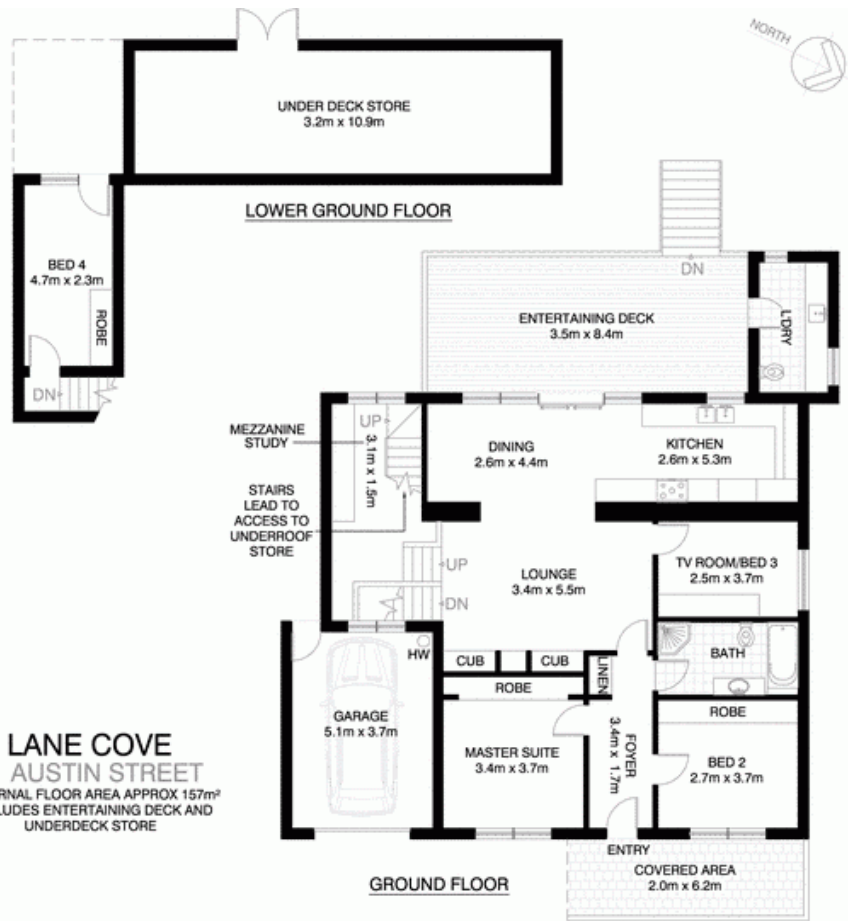 NORTH
UNDER DECK STORE
3.2m x 10.9m
LOWER GROUND FLOOR
BED 4
4.7m x 2.3m
ROBE
DN
DN
ENTERTAINING DECK
3.5m x 8.4m
L'DRY
MEZZANINE
STUDY
UP
3.1m x 1.5m
DINING
2.6m x 4.4m
KITCHEN
2.6m x 5.3m
STAIRS
LEAD TO
ACCESS TO
UNDERROOF
STORE
UP
LOUNGE
3.4m x 5.5m
TV ROOM/BED 3
2.5m x 3.7m
DN
HW
CUB
CUB
LINEN
BATH
ROBE
ROBE
GARAGE
5.1m x 3.7m
MASTER SUITE
3.4m x 3.7m
FOYER
3.4m x 1.7m
BED 2
2.7m x 3.7m
LANE COVE
AUSTIN STREET
RNAL FLOOR AREA APPROX 157m²
LUDES ENTERTAINING DECK AND
UNDERDECK STORE
ENTRY
COVERED AREA
2.0m x 6.2m
GROUND FLOOR